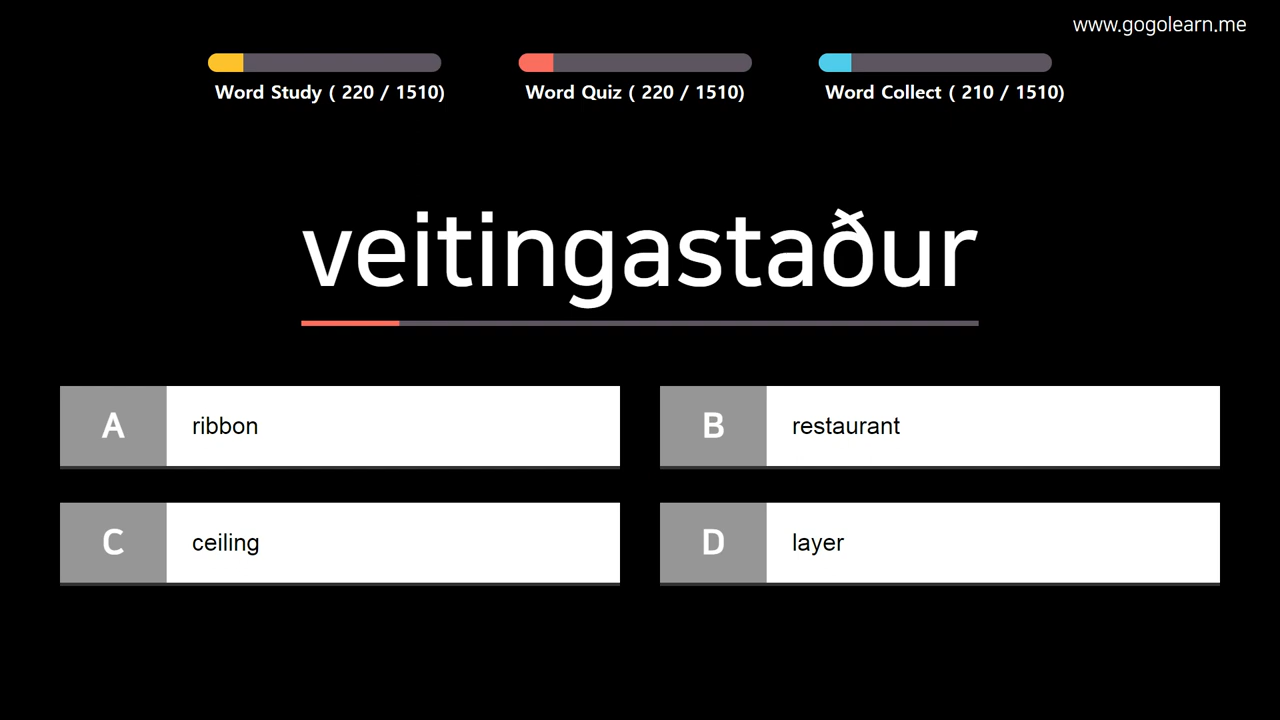 www.gogolearn.me
Word Study ( 220 / 1510)
Word Quiz ( 220 / 1510)
Word Collect ( 210 / 1510)
veitingastaður
A ribbon
B restaurant
C ceiling
D layer